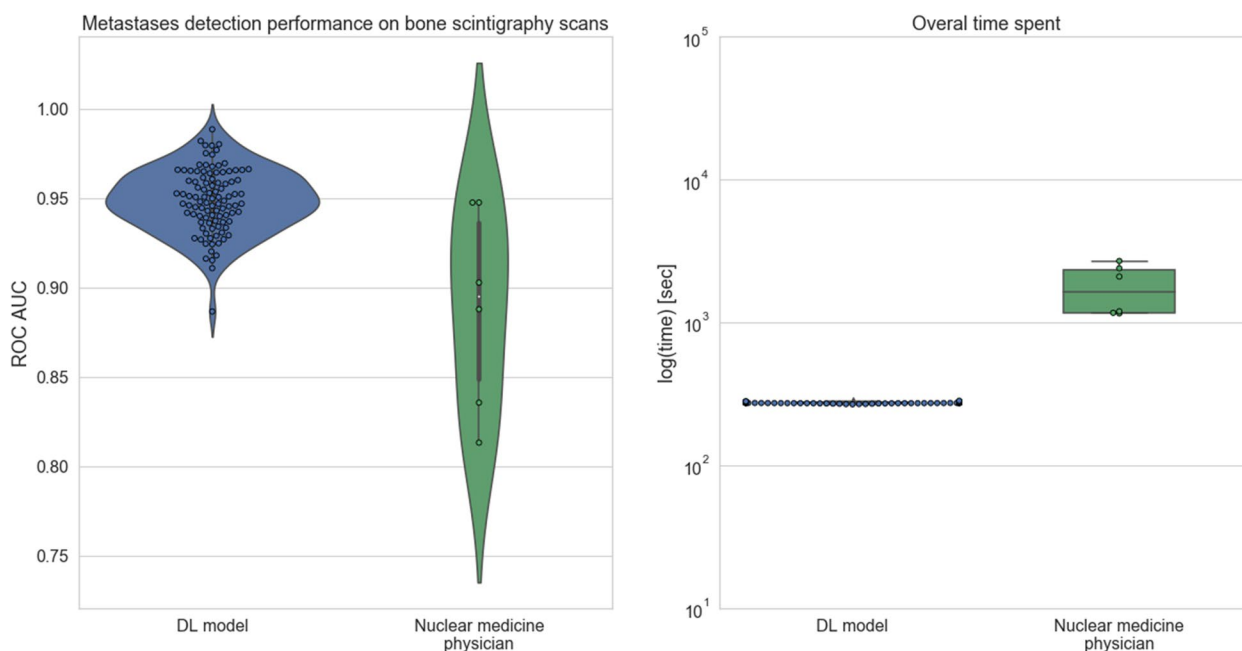 Metastases detection performance on bone scintigraphy scans
1.00
0.95
0.90
0.85
0.80
0.75
ROC AUC
DL model
Nuclear medicine
physician
Overal time spent
10^5
10^4
10^3
10^2
10^1
log(time) [sec]
DL model
Nuclear medicine
physician